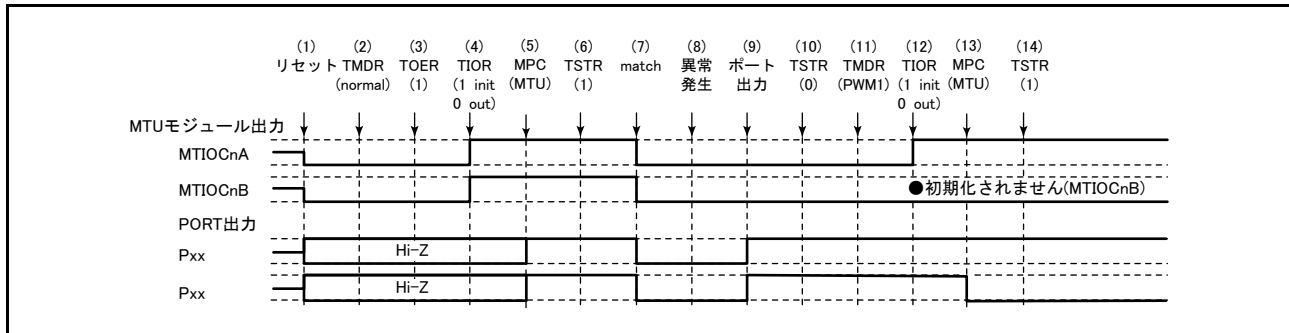 (1) (2) (3) (4) (5) (6) (7) (8) (9) (10) (11) (12) (13) (14)
リセット TMDR TOER TIOR MPC TSTR match 異常 ポート TSTR TMDR TIOR MPC TSTR
(normal) (1) (1 init (MTU) (1) 発生 出力 (0) (PWM1) (1 init (MTU) (1)
0 out) 0 out)
MTUモジュール出力
MTIOCnA
MTIOCnB ●初期化されません(MTIOCnB)
PORT出力
Pxx Hi-Z
Pxx Hi-Z